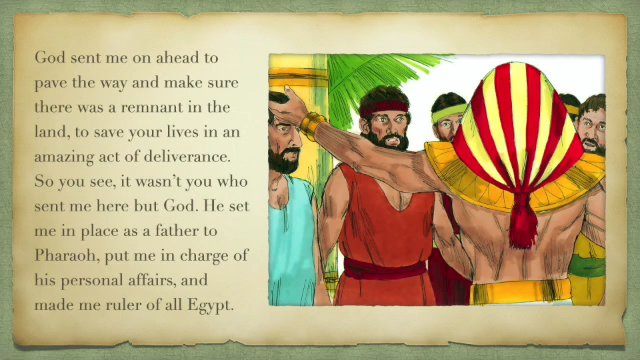 God sent me on ahead to
pave the way and make sure
there was a remnant in the
land, to save your lives in an
amazing act of deliverance.
So you see, it wasn't you who
sent me here but God. He set
me in place as a father to
Pharaoh, put me in charge of
his personal affairs, and
made me ruler of all Egypt.